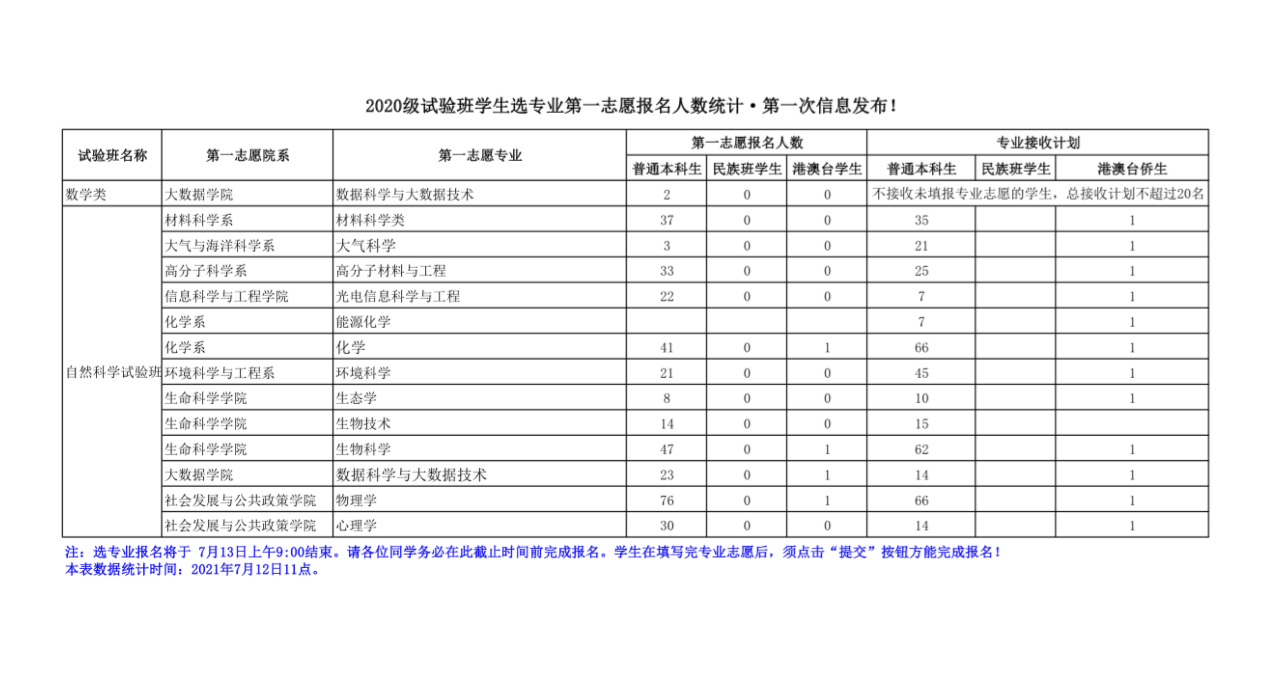 2020级试验班学生选专业第一志愿报名人数统计·第一次信息发布！
试验班名称 第一志愿院系 第一志愿专业 第一志愿报名人数 专业接收计划
普通本科生 民族班学生 港澳台学生 普通本科生 民族班学生 港澳台侨生
数学类 大数据学院 数据科学与大数据技术 2 0 0 不接收未填报专业志愿的学生，总接收计划不超过20名
材料科学系 材料科学类 37 0 0 35 1
大气与海洋科学系 大气科学 3 0 0 21 1
高分子科学系 高分子材料与工程 33 0 0 25 1
信息科学与工程学院 光电信息科学与工程 22 0 0 7 1
化学系 能源化学 7 1
化学系 化学 41 0 1 66 1
自然科学试验班 环境科学与工程系 环境科学 21 0 0 45 1
生命科学学院 生态学 8 0 0 10 1
生命科学学院 生物技术 14 0 0 15
生命科学学院 生物科学 47 0 1 62 1
大数据学院 数据科学与大数据技术 23 0 1 14 1
社会发展与公共政策学院 物理学 76 0 1 66 1
社会发展与公共政策学院 心理学 30 0 0 14 1
注：选专业报名将于 7月13日上午9:00结束。请各位同学务必在此截止时间前完成报名。学生在填写完专业志愿后，须点击“提交”按钮方能完成报名！
本表数据统计时间：2021年7月12日11点。